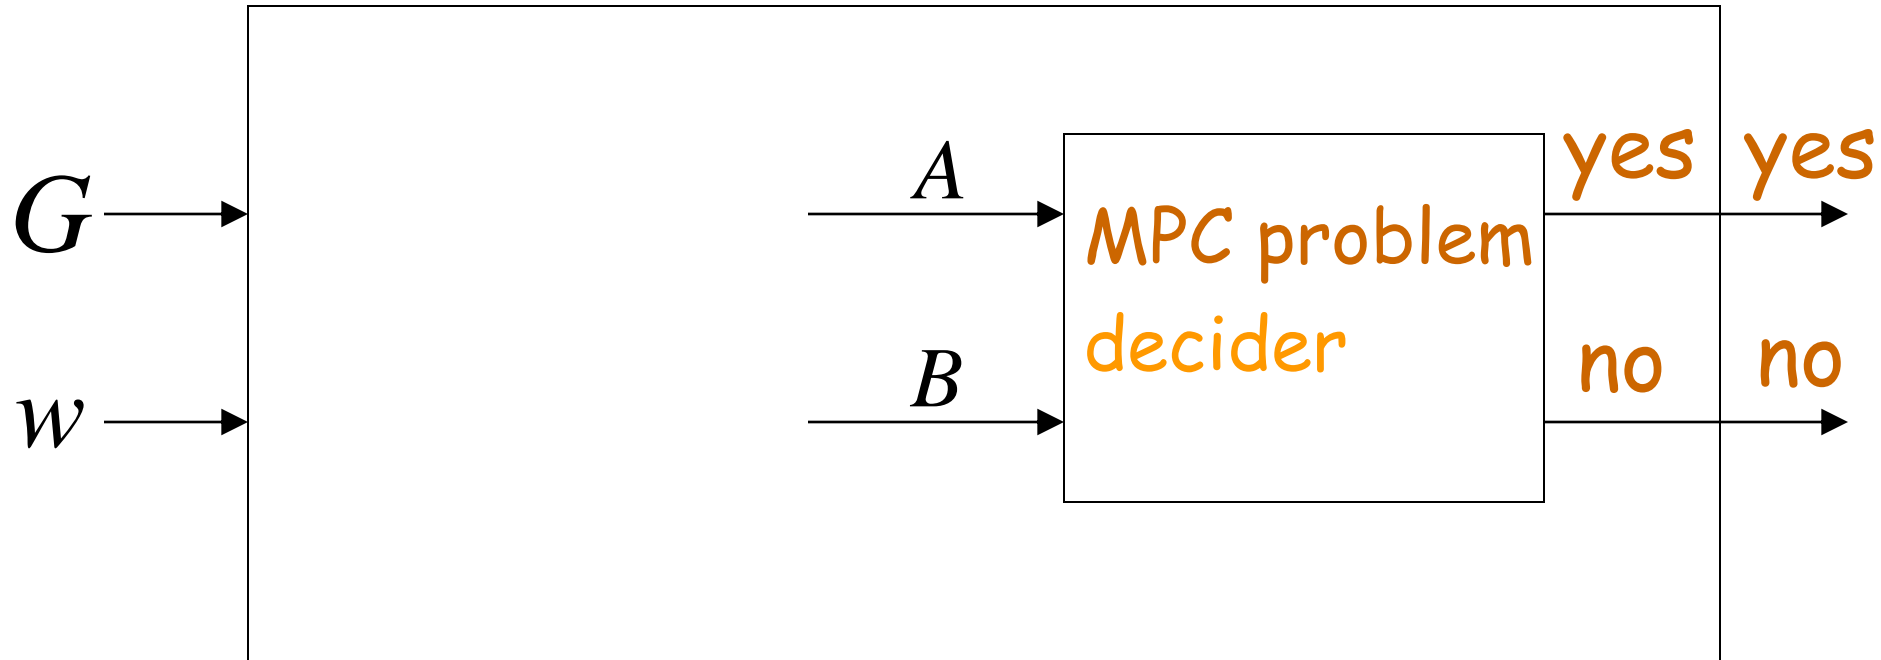 G
w
A
B
MPC problem
decider
yes
yes
no
no